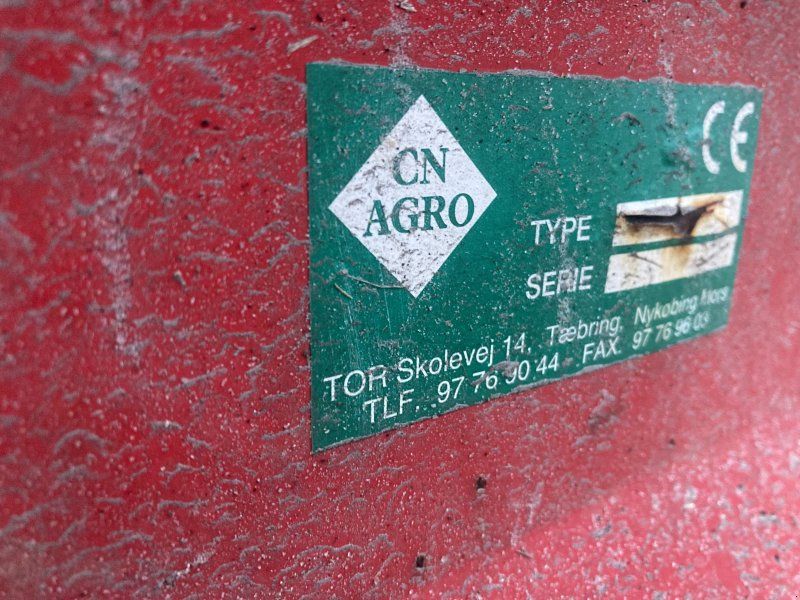 CN
AGRO
CE
TYPE
SERIE
TOR Skolevej 14, Tæbring, Nykobing Mors
TLF. 97 76 90 44 FAX. 97 76 96 03